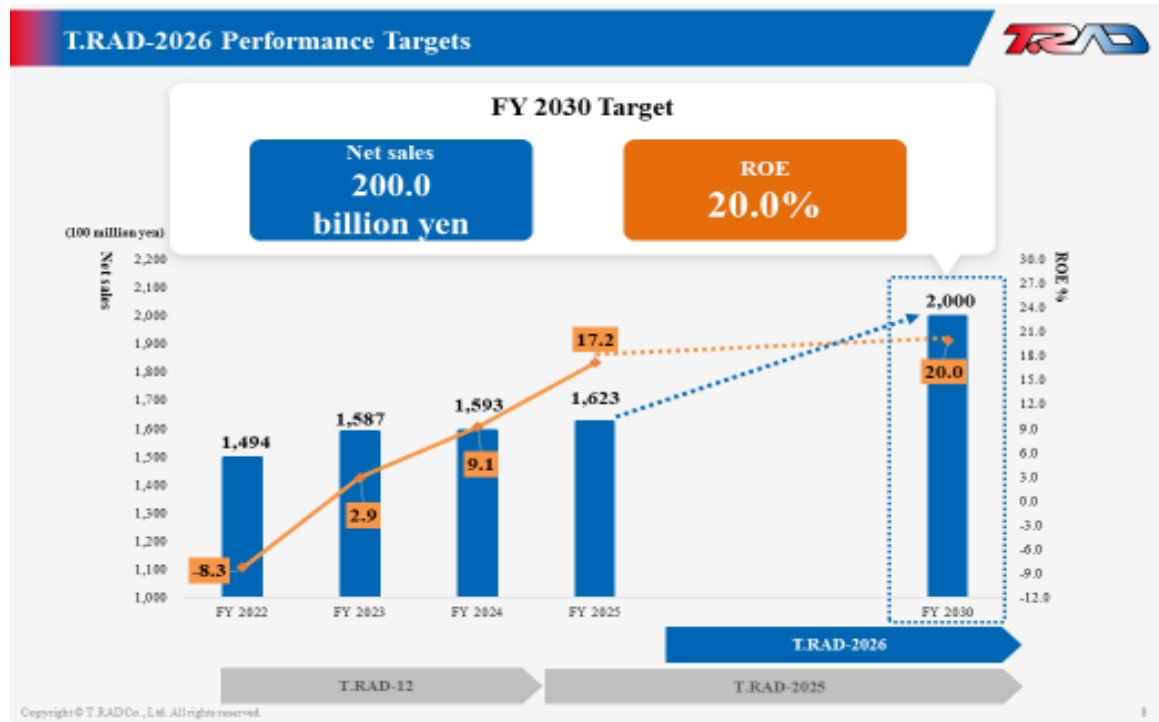 T.RAD-2026 Performance Targets
T.RAD
FY 2030 Target
Net sales
200.0
billion yen
ROE
20.0%
(100 million yen)
Net sales
2,200
2,100
2,000
1,900
1,800
1,700
1,600
1,500
1,400
1,300
1,200
1,100
1,000
1,494
1,587
1,593
1,623
2,000
-8.3
2.9
9.1
17.2
20.0
ROE %
30.0
27.0
24.0
21.0
18.0
15.0
12.0
9.0
6.0
3.0
0.0
-3.0
-6.0
-9.0
-12.0
FY 2022
FY 2023
FY 2024
FY 2025
FY 2030
T.RAD-2026
T.RAD-12
T.RAD-2025
Copyright © T.RAD Co., Ltd. All rights reserved.
8